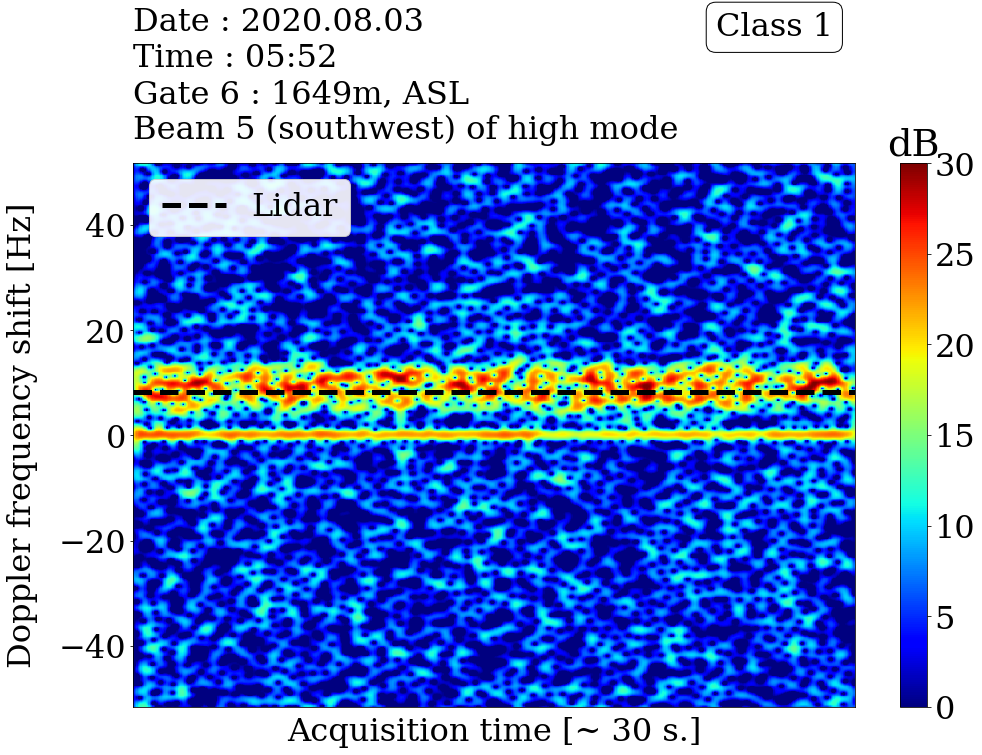 Date : 2020.08.03
Time : 05:52
Gate 6 : 1649m, ASL
Beam 5 (southwest) of high mode
Class 1
dB
Lidar
Doppler frequency shift [Hz]
40
20
0
−20
−40
30
25
20
15
10
5
0
Acquisition time [~ 30 s.]